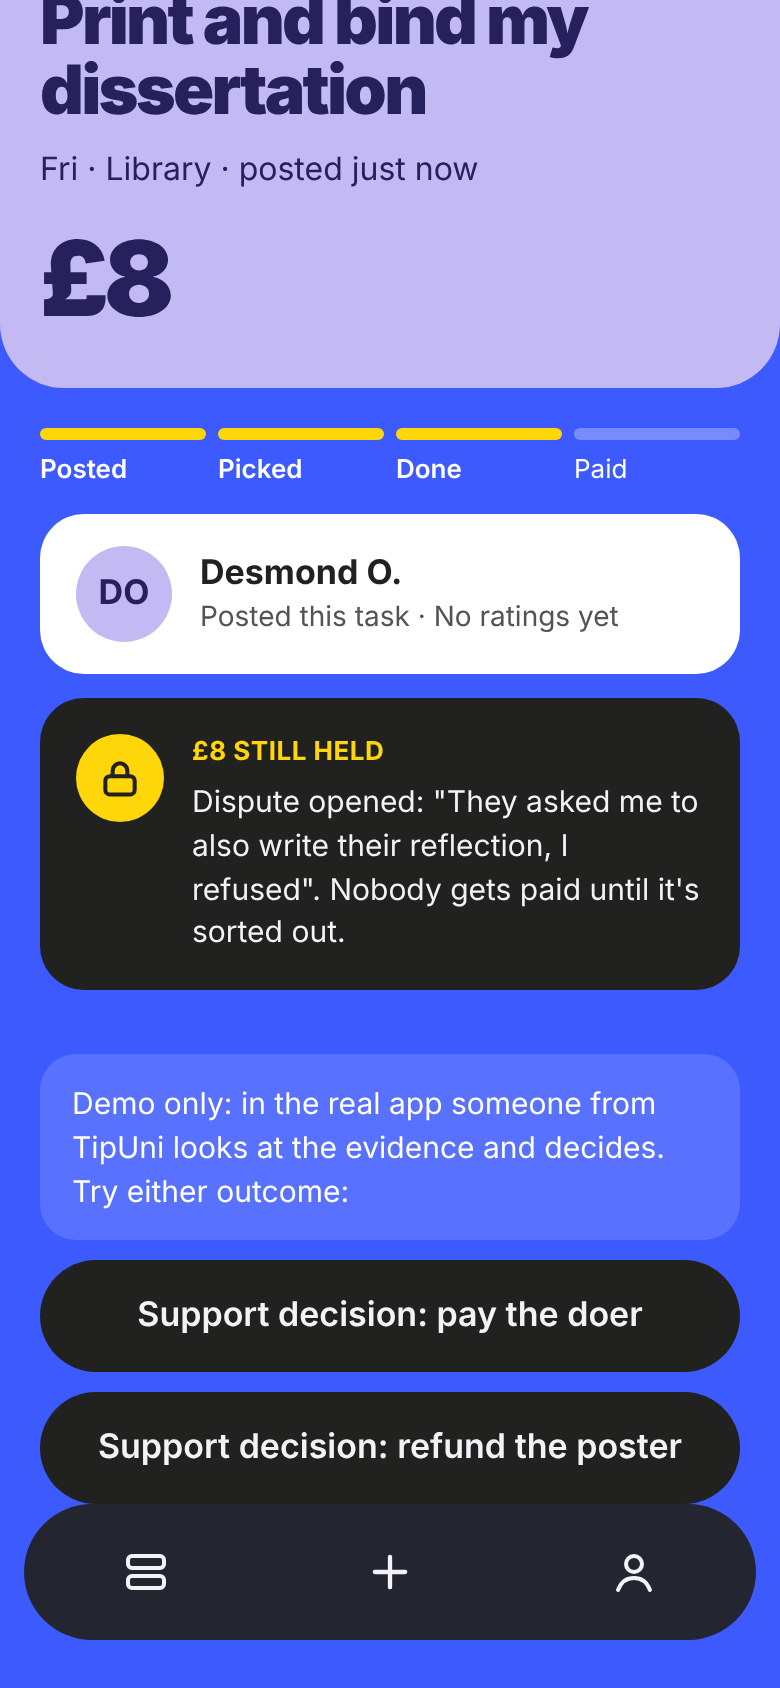 Print and bind my
dissertation
Fri · Library · posted just now
£8
Posted
Picked
Done
Paid
DO
Desmond O.
Posted this task · No ratings yet
£8 STILL HELD
Dispute opened: "They asked me to
also write their reflection, I
refused". Nobody gets paid until it's
sorted out.
Demo only: in the real app someone from
TipUni looks at the evidence and decides.
Try either outcome:
Support decision: pay the doer
Support decision: refund the poster